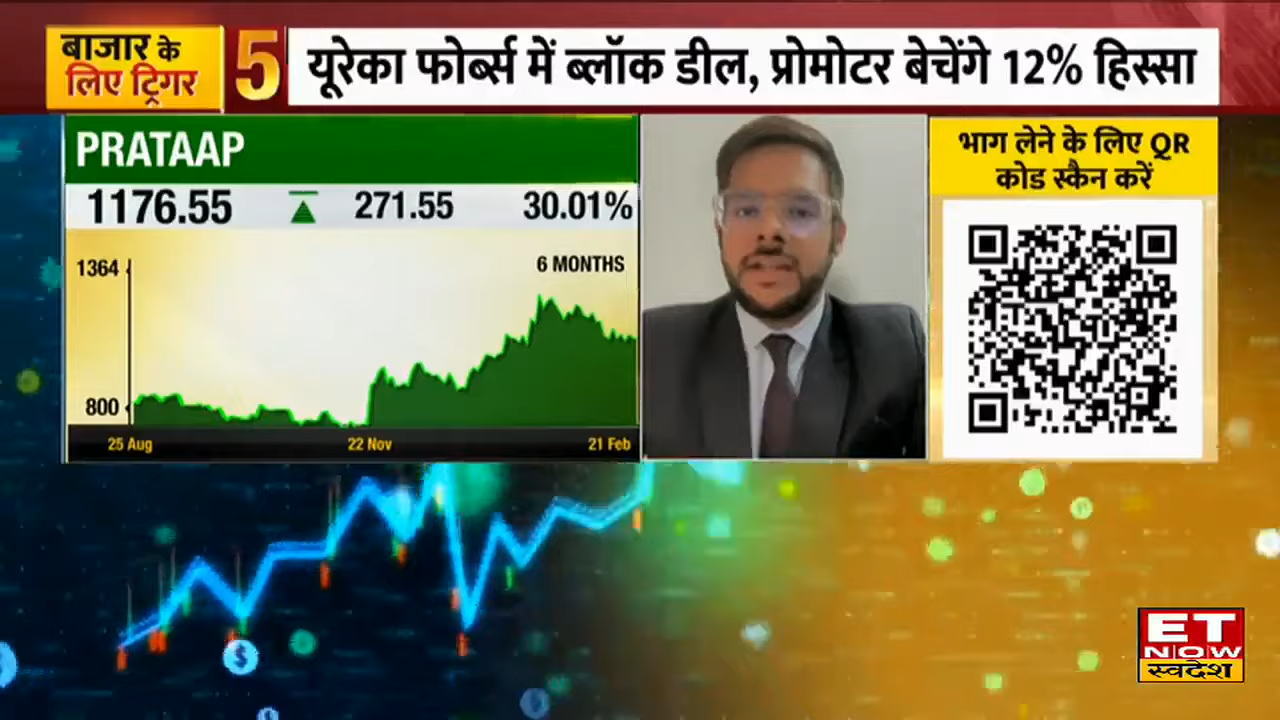 बाजार के
लिए ट्रिगर
5
यूरेका फोर्ब्स में ब्लॉक डील, प्रोमोटर बेचेंगे 12% हिस्सा
PRATAAP
1176.55 271.55 30.01%
1364
6 MONTHS
800
25 Aug 22 Nov 21 Feb
भाग लेने के लिए QR
कोड स्कैन करें
$
ET
NOW
स्वदेश